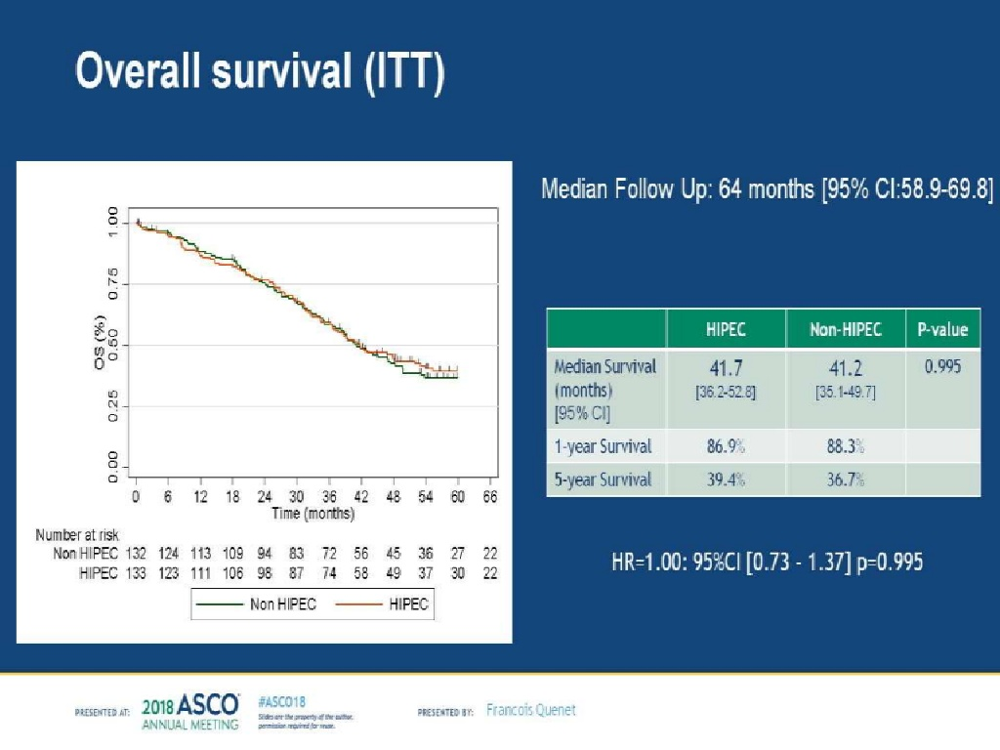 Overall survival (ITT)
Median Follow Up: 64 months [95% CI:58.9-69.8]
OS (%)
1.00
0.75
0.50
0.25
0.00
0 6 12 18 24 30 36 42 48 54 60 66
Time (months)
Number at risk
Non HIPEC 132 124 113 109 94 83 72 56 45 36 27 22
HIPEC 133 123 111 106 98 87 74 58 49 37 30 22
Non HIPEC HIPEC
HIPEC Non-HIPEC P-value
Median Survival (months) [95% CI] 41.7 [36.2-52.8] 41.2 [35.1-49.7] 0.995
1-year Survival 86.9% 88.3%
5-year Survival 39.4% 36.7%
HR=1.00: 95%CI [0.73 - 1.37] p=0.995
PRESENTED AT: 2018 ASCO
ANNUAL MEETING
#ASCO18
Slides are the property of the author,
permission required for reuse.
PRESENTED BY: Francois Quenet